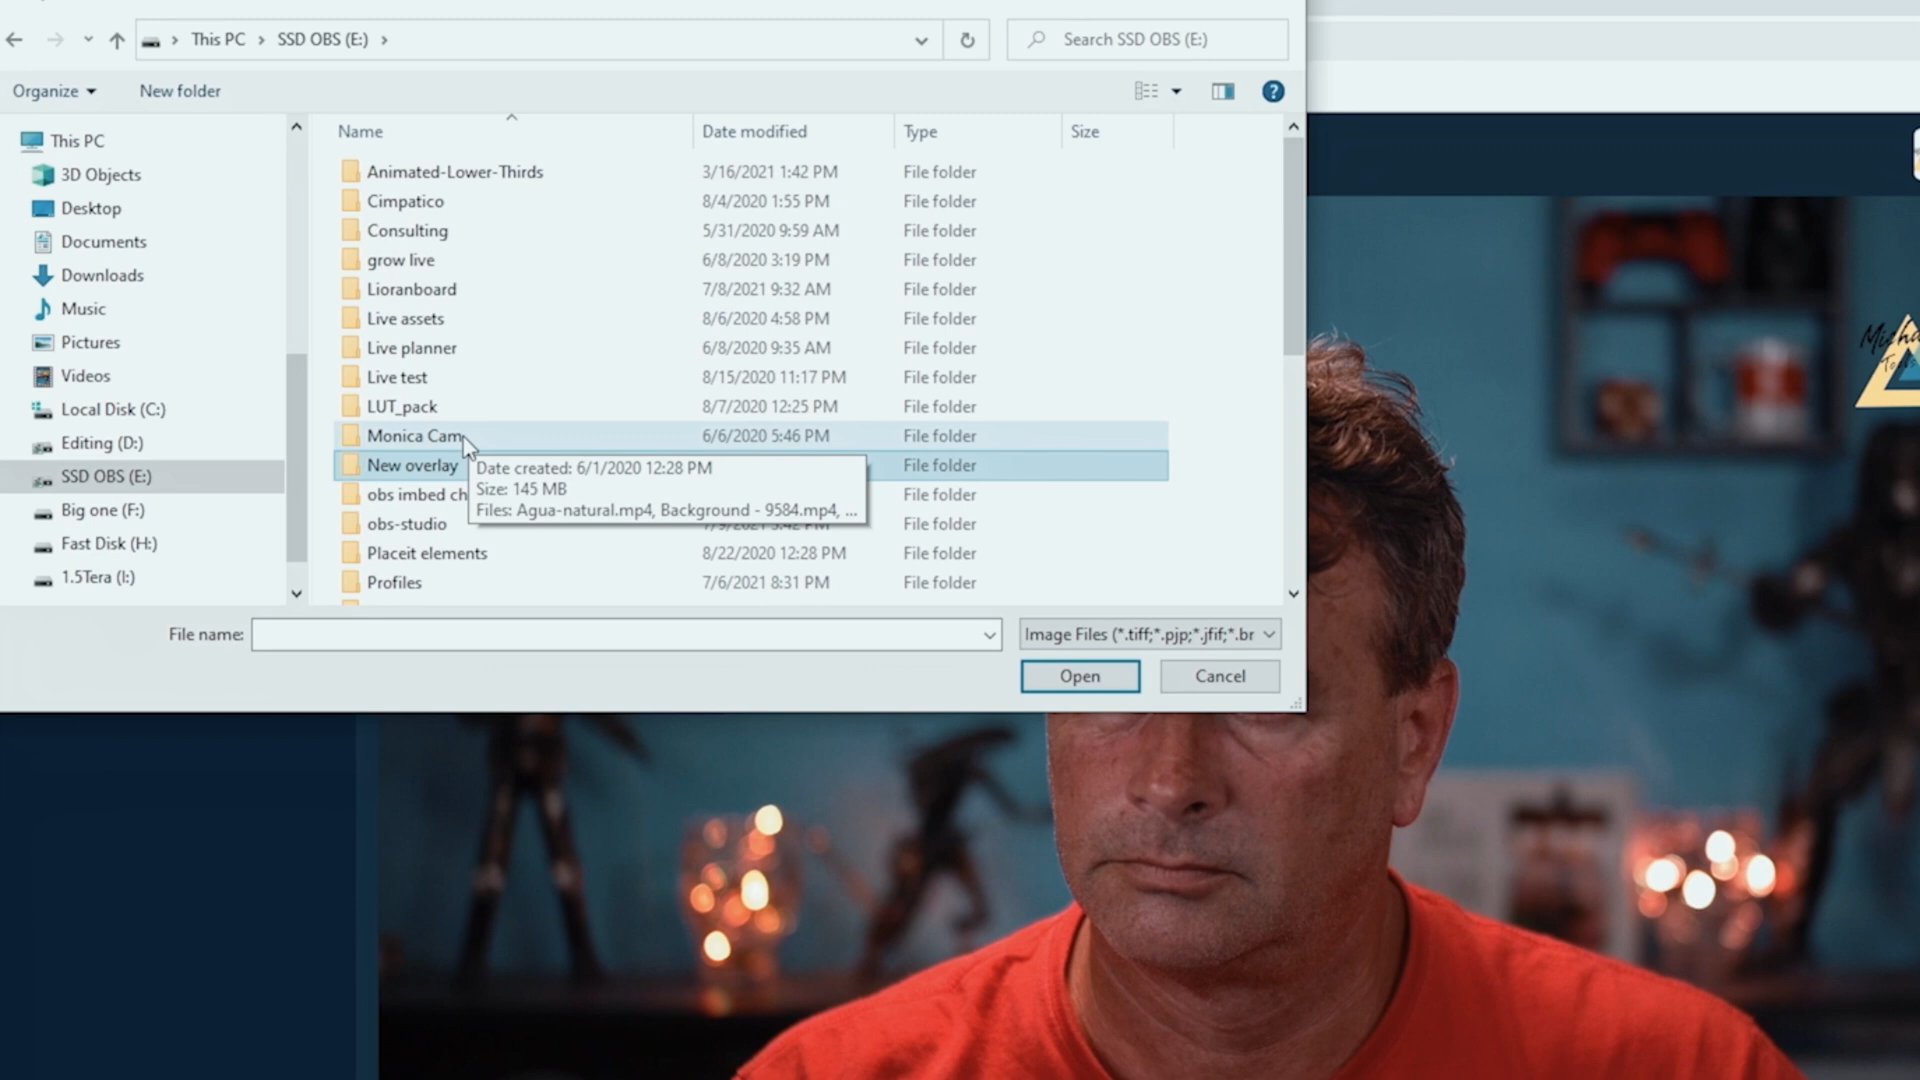 This PC > SSD OBS (E:) >
Search SSD OBS (E:)
Organize
New folder
Name
Date modified
Type
Size
This PC
3D Objects
Desktop
Documents
Downloads
Music
Pictures
Videos
Local Disk (C:)
Editing (D:)
SSD OBS (E:)
Big one (F:)
Fast Disk (H:)
1.5Tera (I:)
Animated-Lower-Thirds 3/16/2021 1:42 PM File folder
Cimpatico 8/4/2020 1:55 PM File folder
Consulting 5/31/2020 9:59 AM File folder
grow live 6/8/2020 3:19 PM File folder
Lioranboard 7/8/2021 9:32 AM File folder
Live assets 8/6/2020 4:58 PM File folder
Live planner 6/8/2020 9:35 AM File folder
Live test 8/15/2020 11:17 PM File folder
LUT_pack 8/7/2020 12:25 PM File folder
Monica Cam 6/6/2020 5:46 PM File folder
New overlay File folder
obs imbed ch File folder
obs-studio 7/9/2021 3:42 PM File folder
Placeit elements 8/22/2020 12:28 PM File folder
Profiles 7/6/2021 8:31 PM File folder
Date created: 6/1/2020 12:28 PM
Size: 145 MB
Files: Agua-natural.mp4, Background - 9584.mp4, ...
File name:
Image Files (*.tiff;*.pjp;*.jfif;*.br
Open
Cancel